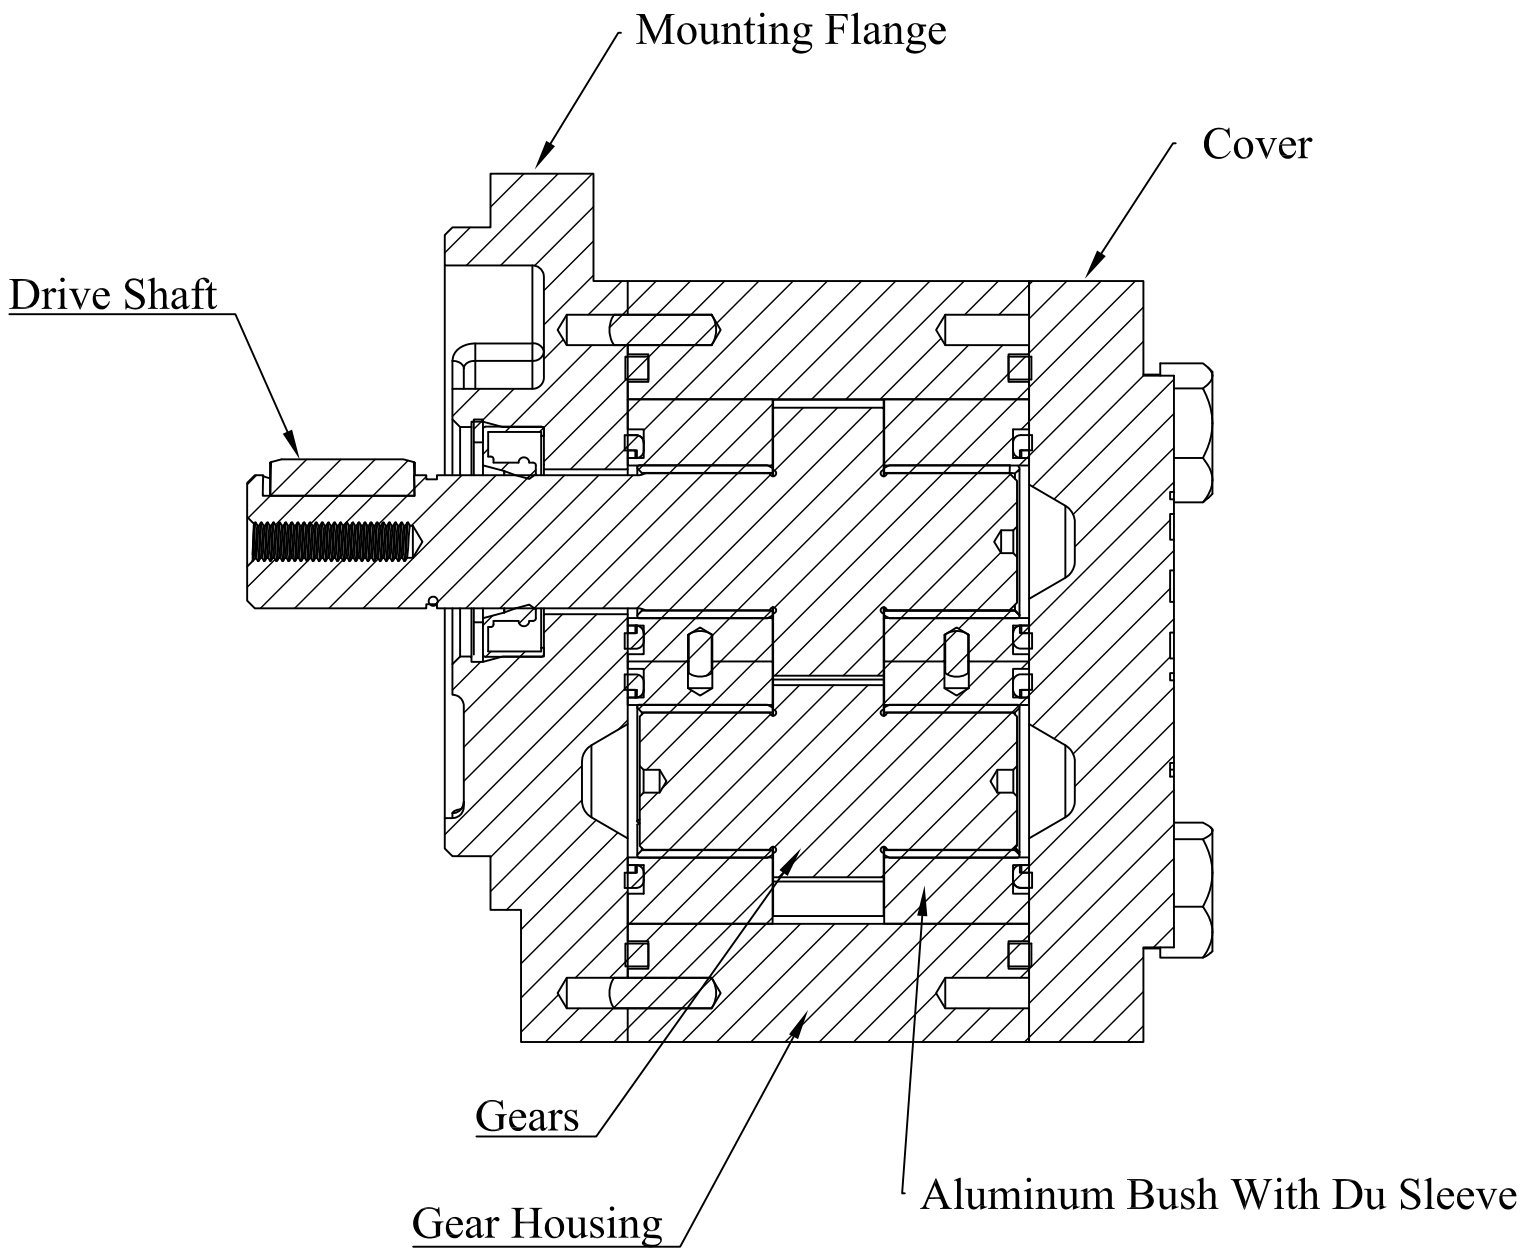 Mounting Flange
Cover
Drive Shaft
Gears
Aluminum Bush With Du Sleeve
Gear Housing